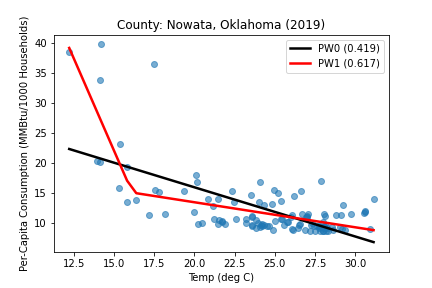 County: Nowata, Oklahoma (2019)
PW0 (0.419)
PW1 (0.617)
Per-Capita Consumption (MMBtu/1000 Households)
40
35
30
25
20
15
10
12.5 15.0 17.5 20.0 22.5 25.0 27.5 30.0
Temp (deg C)